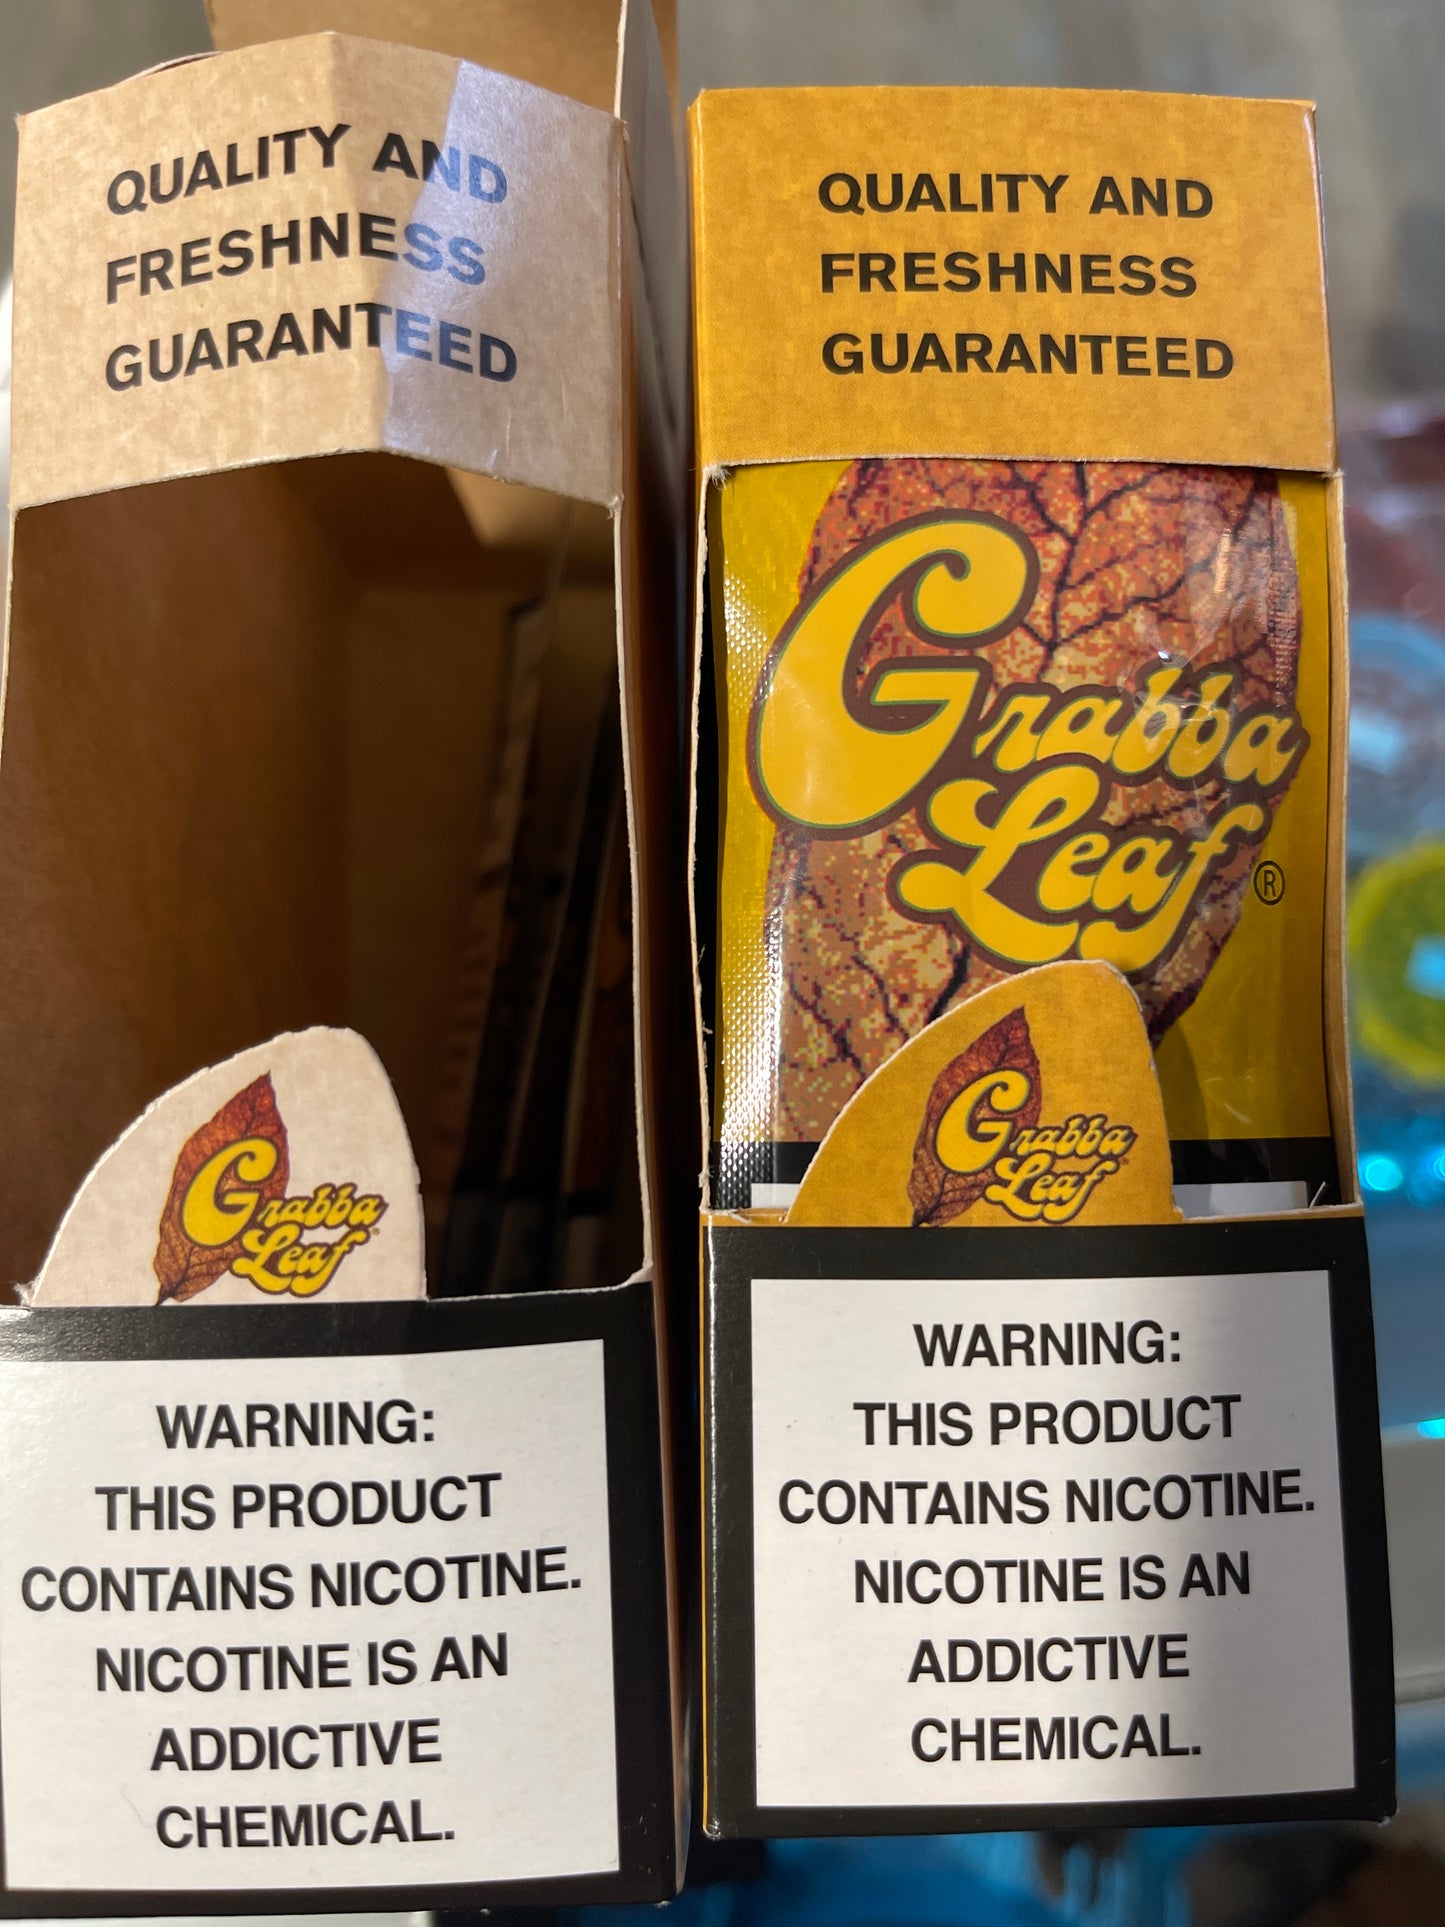 QUALITY AND
FRESHNESS
GUARANTEED
Grabba
Leaf
WARNING:
THIS PRODUCT
CONTAINS NICOTINE.
NICOTINE IS AN
ADDICTIVE
CHEMICAL.
QUALITY AND
FRESHNESS
GUARANTEED
Grabba
Leaf ®
Grabba
Leaf
WARNING:
THIS PRODUCT
CONTAINS NICOTINE.
NICOTINE IS AN
ADDICTIVE
CHEMICAL.